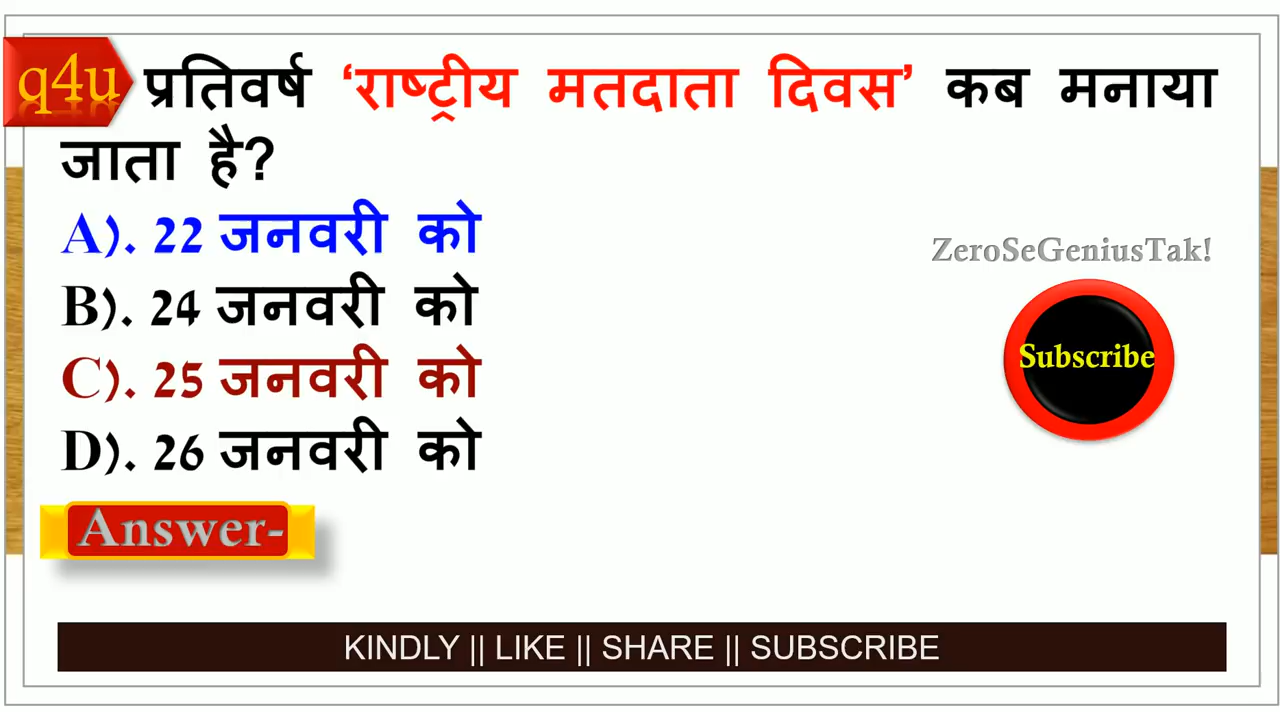 q4u प्रतिवर्ष ‘राष्ट्रीय मतदाता दिवस’ कब मनाया
जाता है?
A). 22 जनवरी को
B). 24 जनवरी को
C). 25 जनवरी को
D). 26 जनवरी को
ZeroSeGeniusTak!
Subscribe
Answer-
KINDLY || LIKE || SHARE || SUBSCRIBE